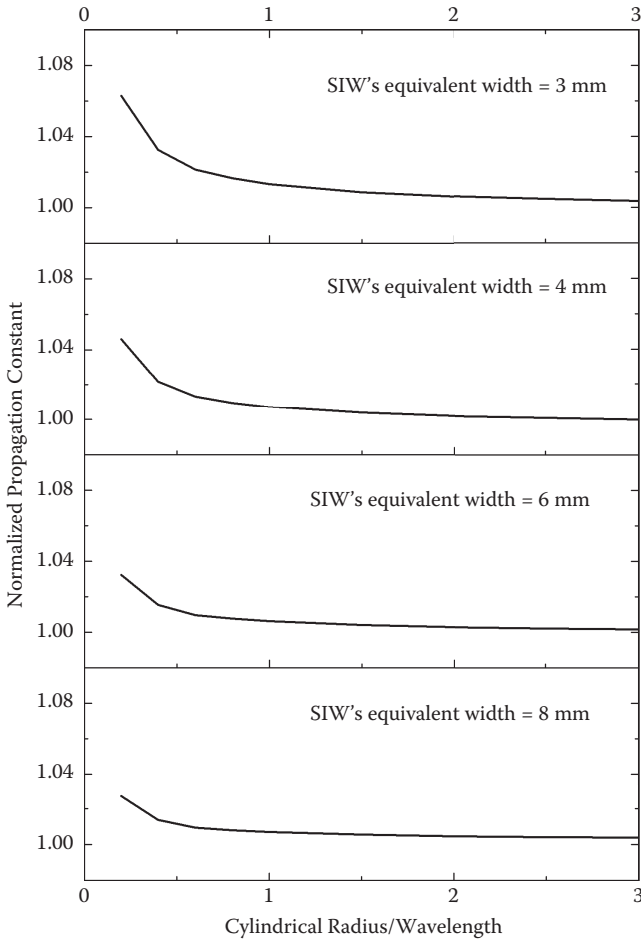 0 1 2 3
1.08
SIW's equivalent width = 3 mm
1.04
1.00
1.08
SIW's equivalent width = 4 mm
1.04
1.00
Normalized Propagation Constant
1.08
SIW's equivalent width = 6 mm
1.04
1.00
1.08
SIW's equivalent width = 8 mm
1.04
1.00
0 1 2 3
Cylindrical Radius/Wavelength